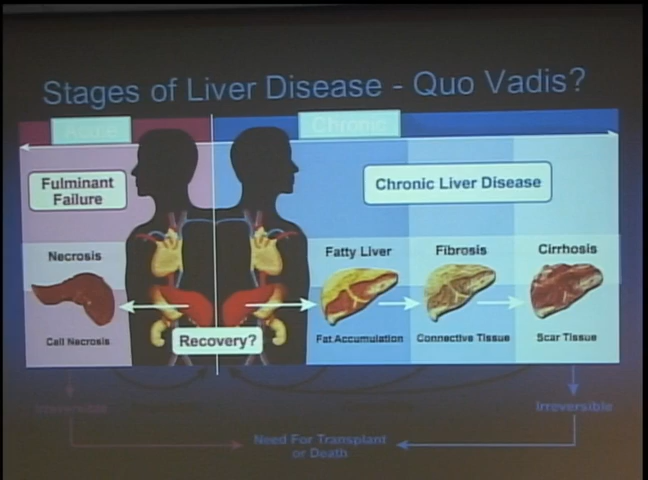 Stages of Liver Disease - Quo Vadis?
Acute
Chronic
Fulminant
Failure
Chronic Liver Disease
Necrosis
Fatty Liver
Fibrosis
Cirrhosis
Recovery?
Cell Necrosis
Fat Accumulation
Connective Tissue
Scar Tissue
Irreversible
Irreversible
Need For Transplant
or Death